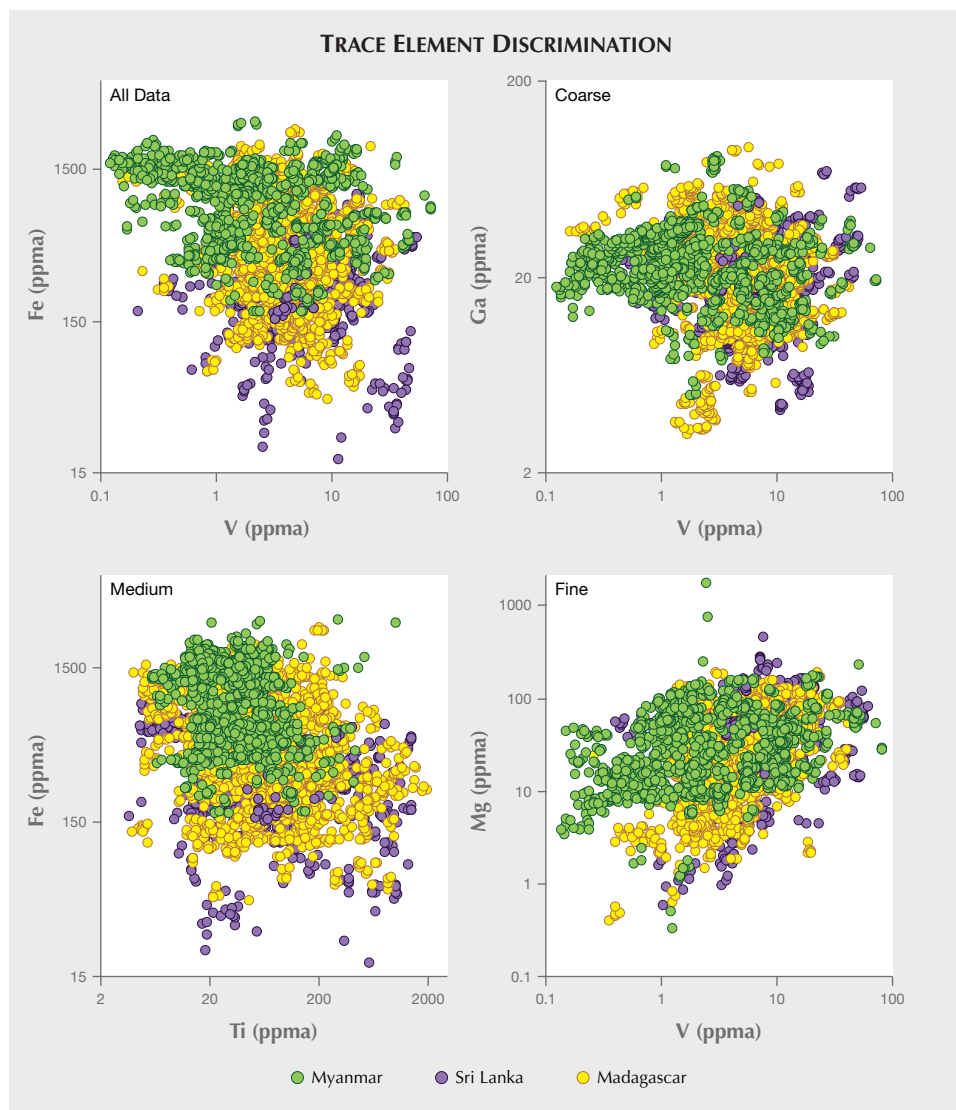 TRACE ELEMENT DISCRIMINATION
All Data
1500
150
15
0.1
1
10
100
Fe (ppma)
V (ppma)
Coarse
200
20
2
0.1
1
10
100
Ga (ppma)
V (ppma)
Medium
1500
150
15
2
20
200
2000
Fe (ppma)
Ti (ppma)
Fine
1000
100
10
1
0.1
0.1
1
10
100
Mg (ppma)
V (ppma)
Myanmar
Sri Lanka
Madagascar